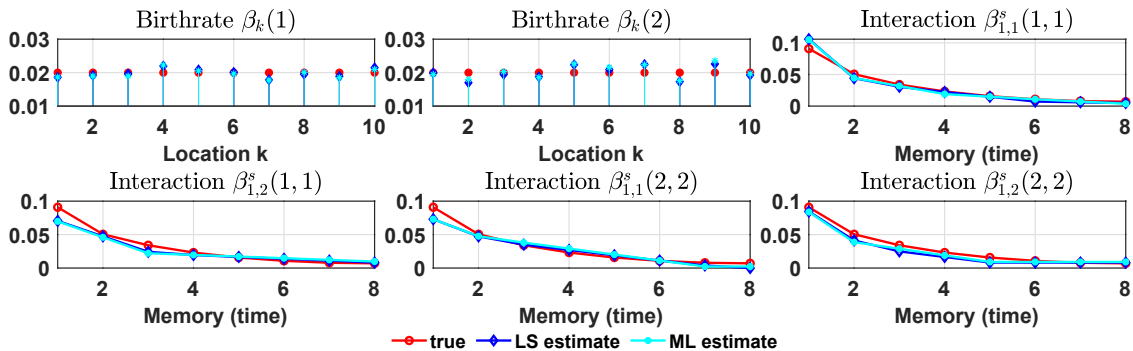 Birthrate βₖ(1)
0.03
0.02
0.01
2 4 6 8 10
Location k
Birthrate βₖ(2)
0.03
0.02
0.01
2 4 6 8 10
Location k
Interaction βˢ₁,₁(1, 1)
0.1
0.05
0
2 4 6 8
Memory (time)
Interaction βˢ₁,₂(1, 1)
0.1
0.05
0
2 4 6 8
Memory (time)
Interaction βˢ₁,₁(2, 2)
0.1
0.05
0
2 4 6 8
Memory (time)
Interaction βˢ₁,₂(2, 2)
0.1
0.05
0
2 4 6 8
Memory (time)
true LS estimate ML estimate